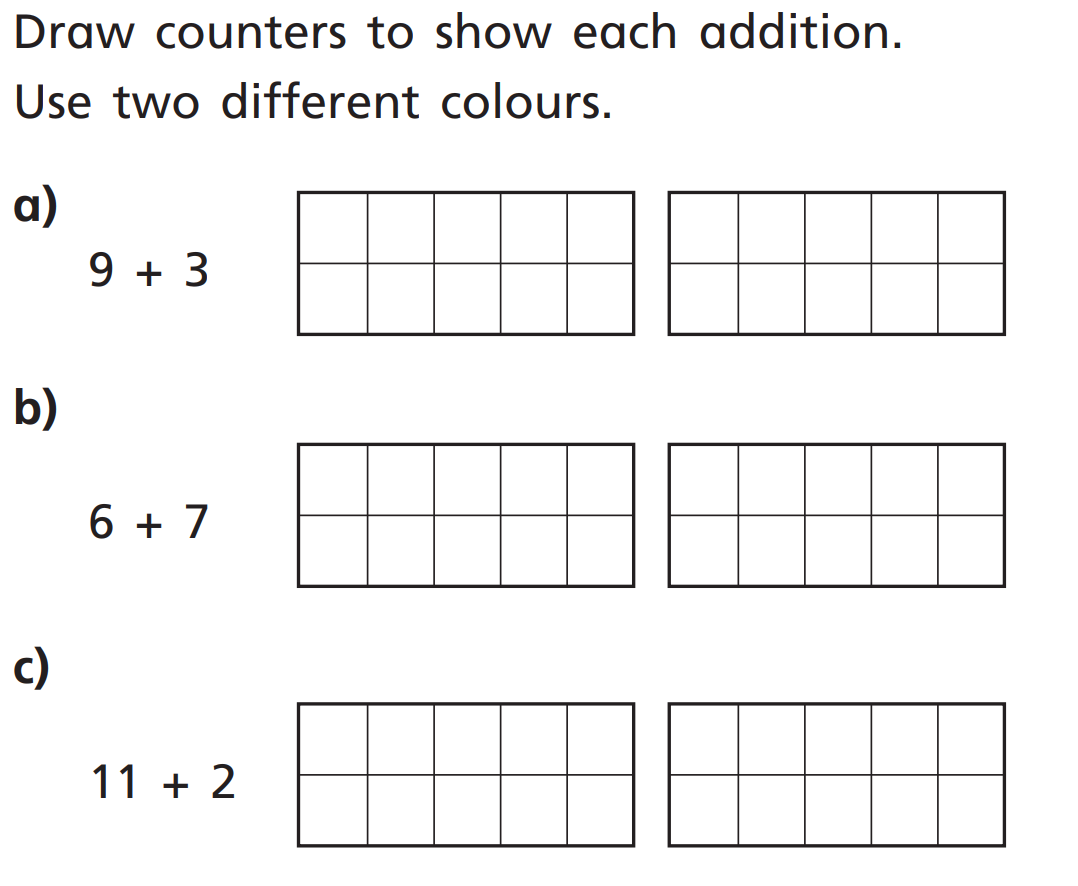 Draw counters to show each addition.
Use two different colours.
a)
9 + 3
b)
6 + 7
c)
11 + 2